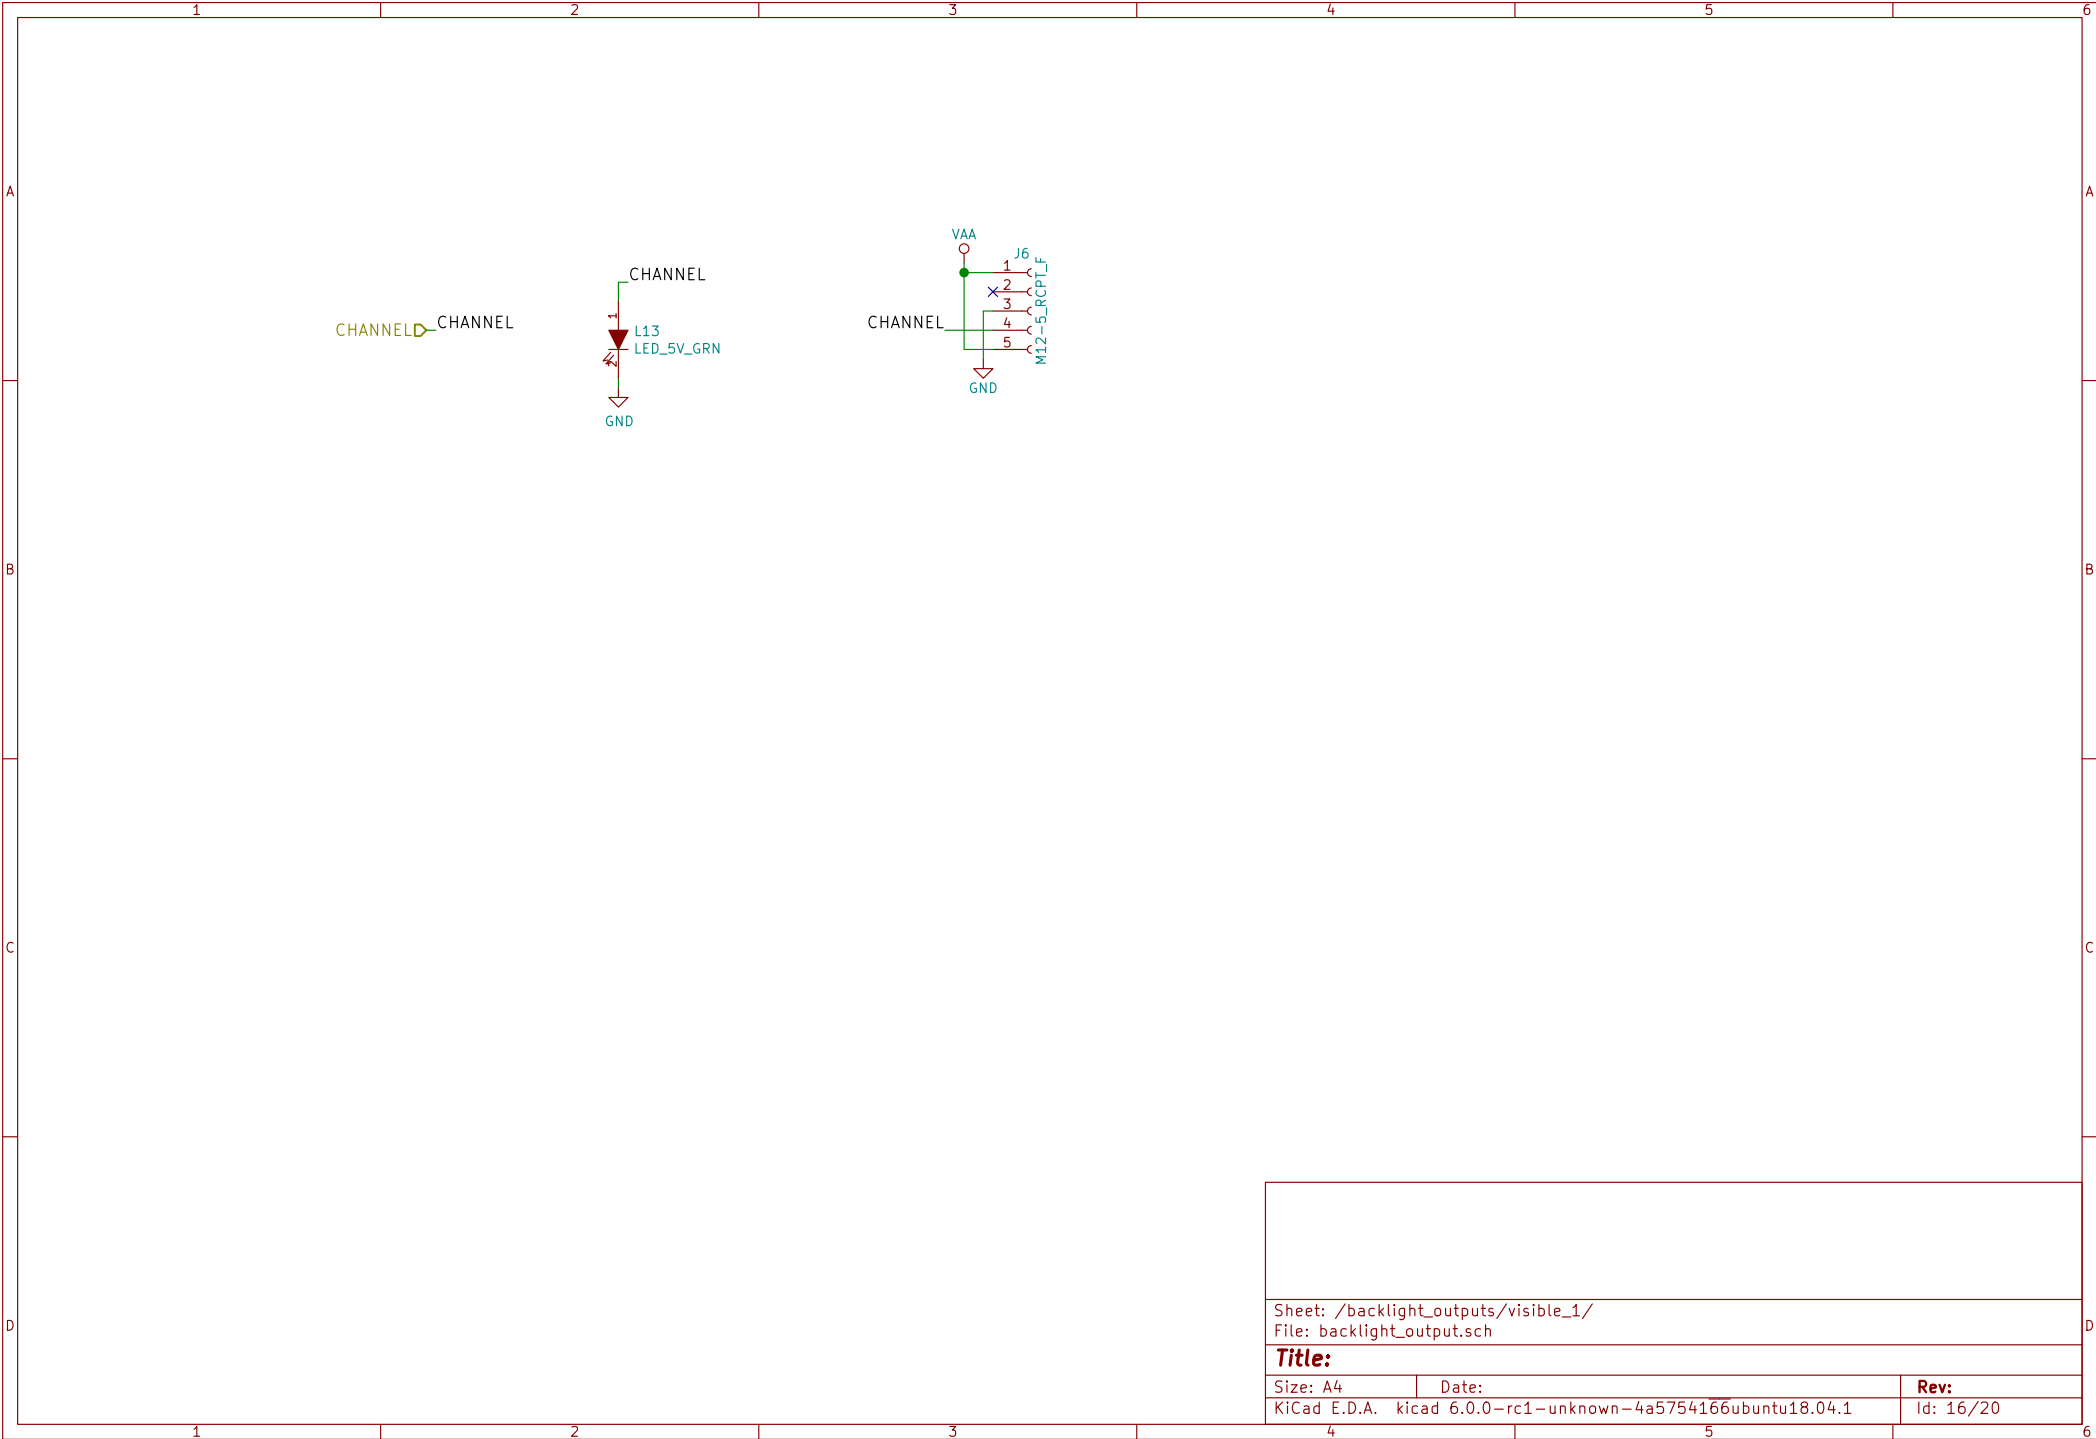 1 2 3 4 5 6
A A
VAA
J6
CHANNEL
1
2
3
4
5
M12-5_RCPT_F
CHANNEL
CHANNEL
CHANNEL
1
L13
LED_5V_GRN
2
GND
GND
B B
C C
D D
Sheet: /backlight_outputs/visible_1/
File: backlight_output.sch
Title:
Size: A4 Date: Rev:
KiCad E.D.A. kicad 6.0.0-rc1-unknown-4a5754166ubuntu18.04.1 Id: 16/20
1 2 3 4 5 6